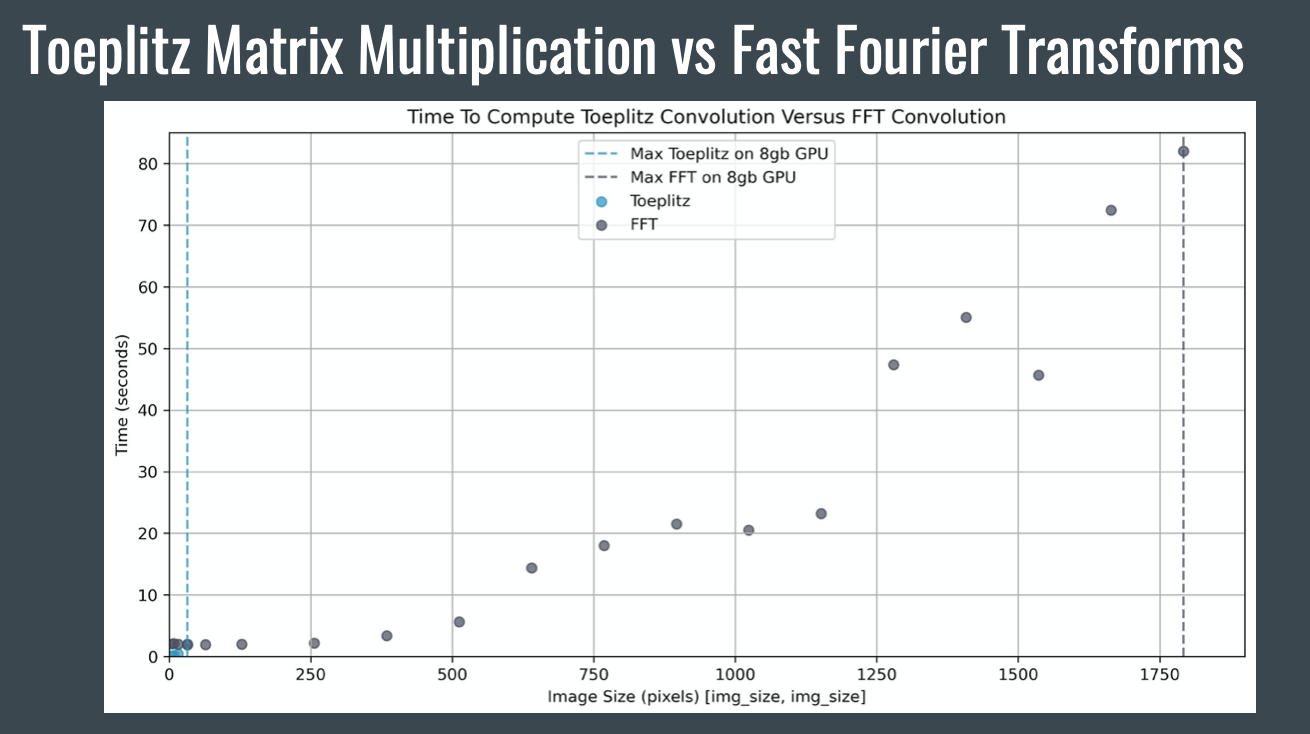 Toeplitz Matrix Multiplication vs Fast Fourier Transforms
Time To Compute Toeplitz Convolution Versus FFT Convolution
Max Toeplitz on 8gb GPU
Max FFT on 8gb GPU
Toeplitz
FFT
Time (seconds)
80
70
60
50
40
30
20
10
0
0 250 500 750 1000 1250 1500 1750
Image Size (pixels) [img_size, img_size]